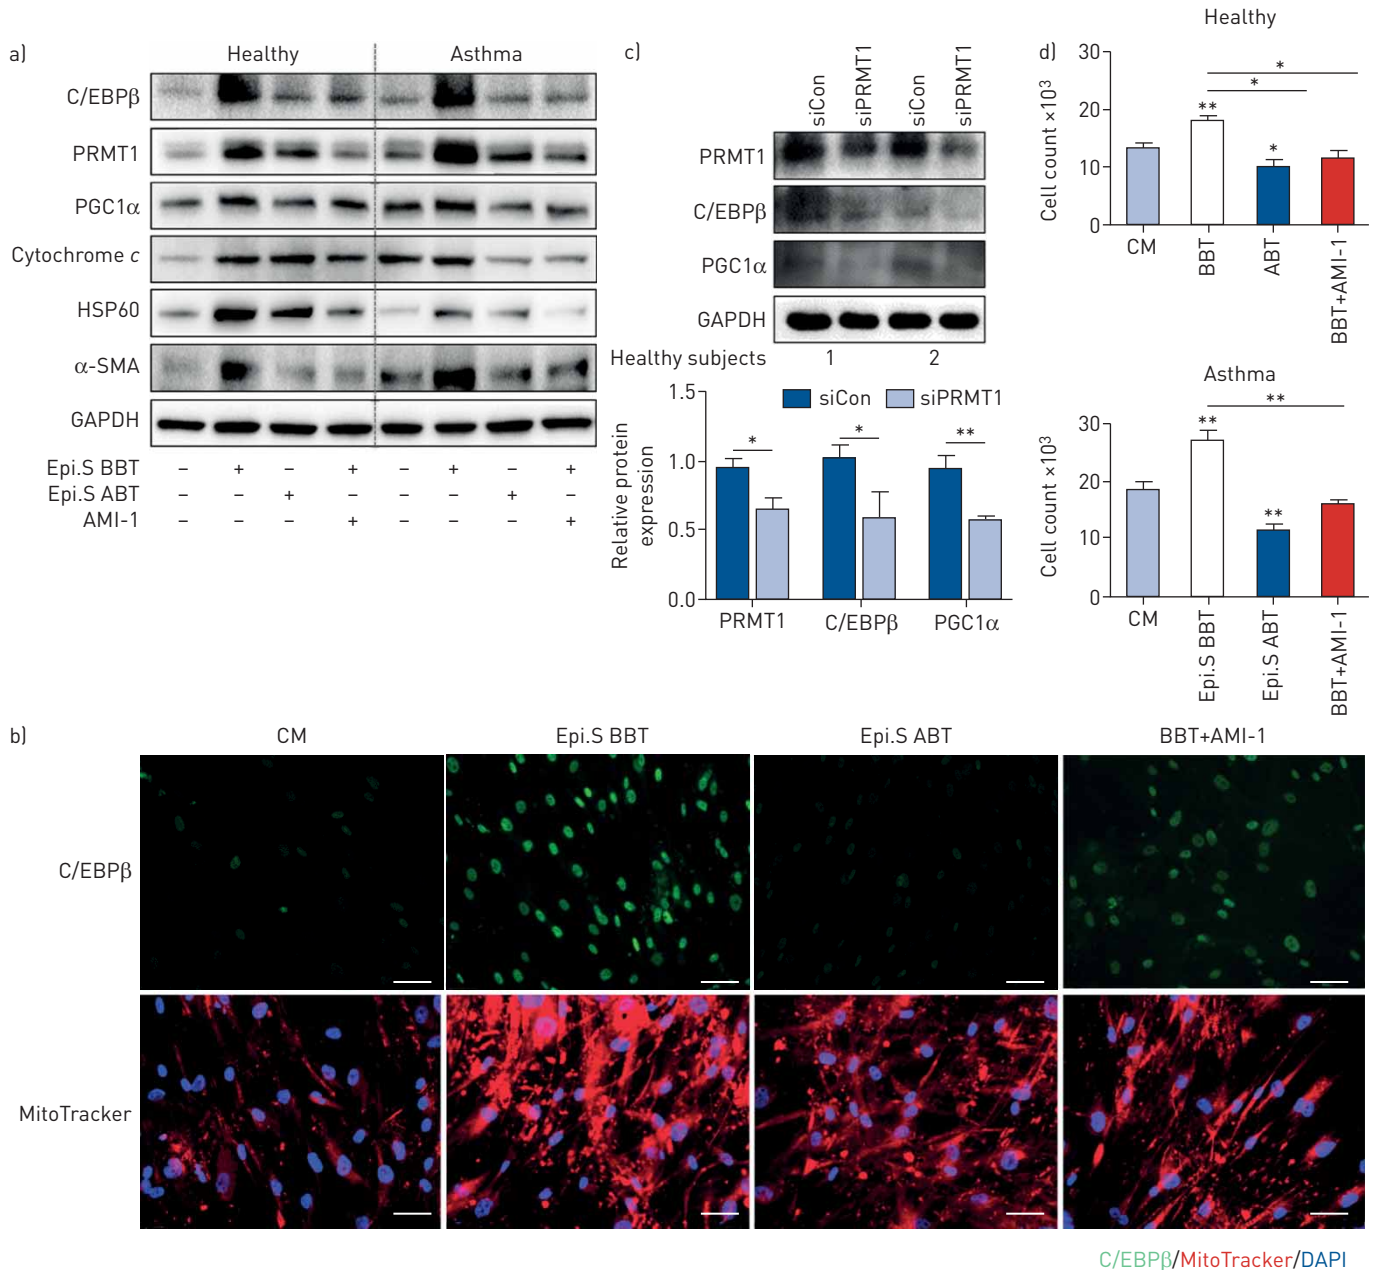 a)
Healthy Asthma
C/EBPβ
PRMT1
PGC1α
Cytochrome c
HSP60
α-SMA
GAPDH
Epi.S BBT – + – + – + – +
Epi.S ABT – – + – – – + –
AMI-1 – – – + – – – +
c)
siCon siPRMT1 siCon siPRMT1
PRMT1
C/EBPβ
PGC1α
GAPDH
Healthy subjects 1 2
siCon siPRMT1
Relative protein
expression
1.5
1.0
0.5
0.0
* * **
PRMT1 C/EBPβ PGC1α
d)
Healthy
Cell count ×10³
30
20
10
0
*
*
**
*
CM BBT ABT BBT+AMI-1
Asthma
Cell count ×10³
30
20
10
0
**
**
**
CM Epi.S BBT Epi.S ABT BBT+AMI-1
b)
CM Epi.S BBT Epi.S ABT BBT+AMI-1
C/EBPβ
MitoTracker
C/EBPβ/MitoTracker/DAPI